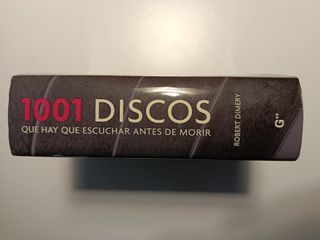 1001 DISCOS
QUE HAY QUE ESCUCHAR ANTES DE MORIR
ROBERT DIMERY
G**